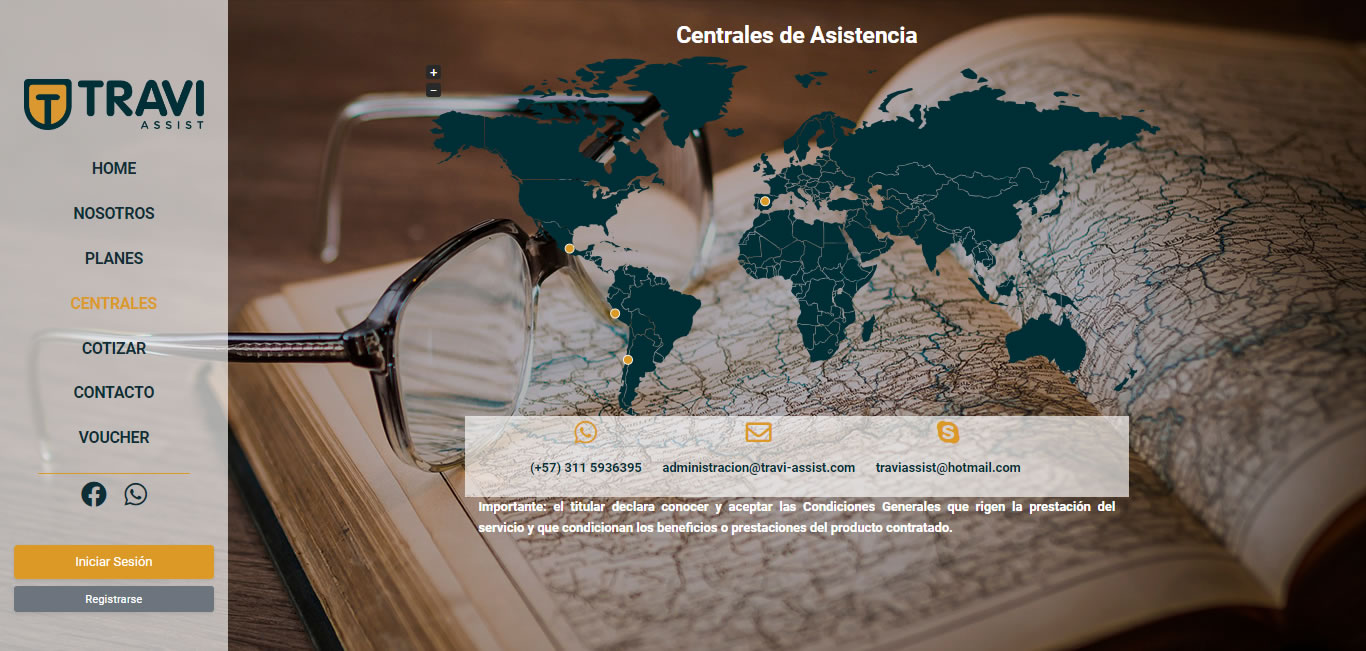 TRAVI
ASSIST
HOME
NOSOTROS
PLANES
CENTRALES
COTIZAR
CONTACTO
VOUCHER
Iniciar Sesión
Registrarse
Centrales de Asistencia
+
−
(+57) 311 5936395 administracion@travi-assist.com traviassist@hotmail.com
Importante: el titular declara conocer y aceptar las Condiciones Generales que rigen la prestación del
servicio y que condicionan los beneficios o prestaciones del producto contratado.